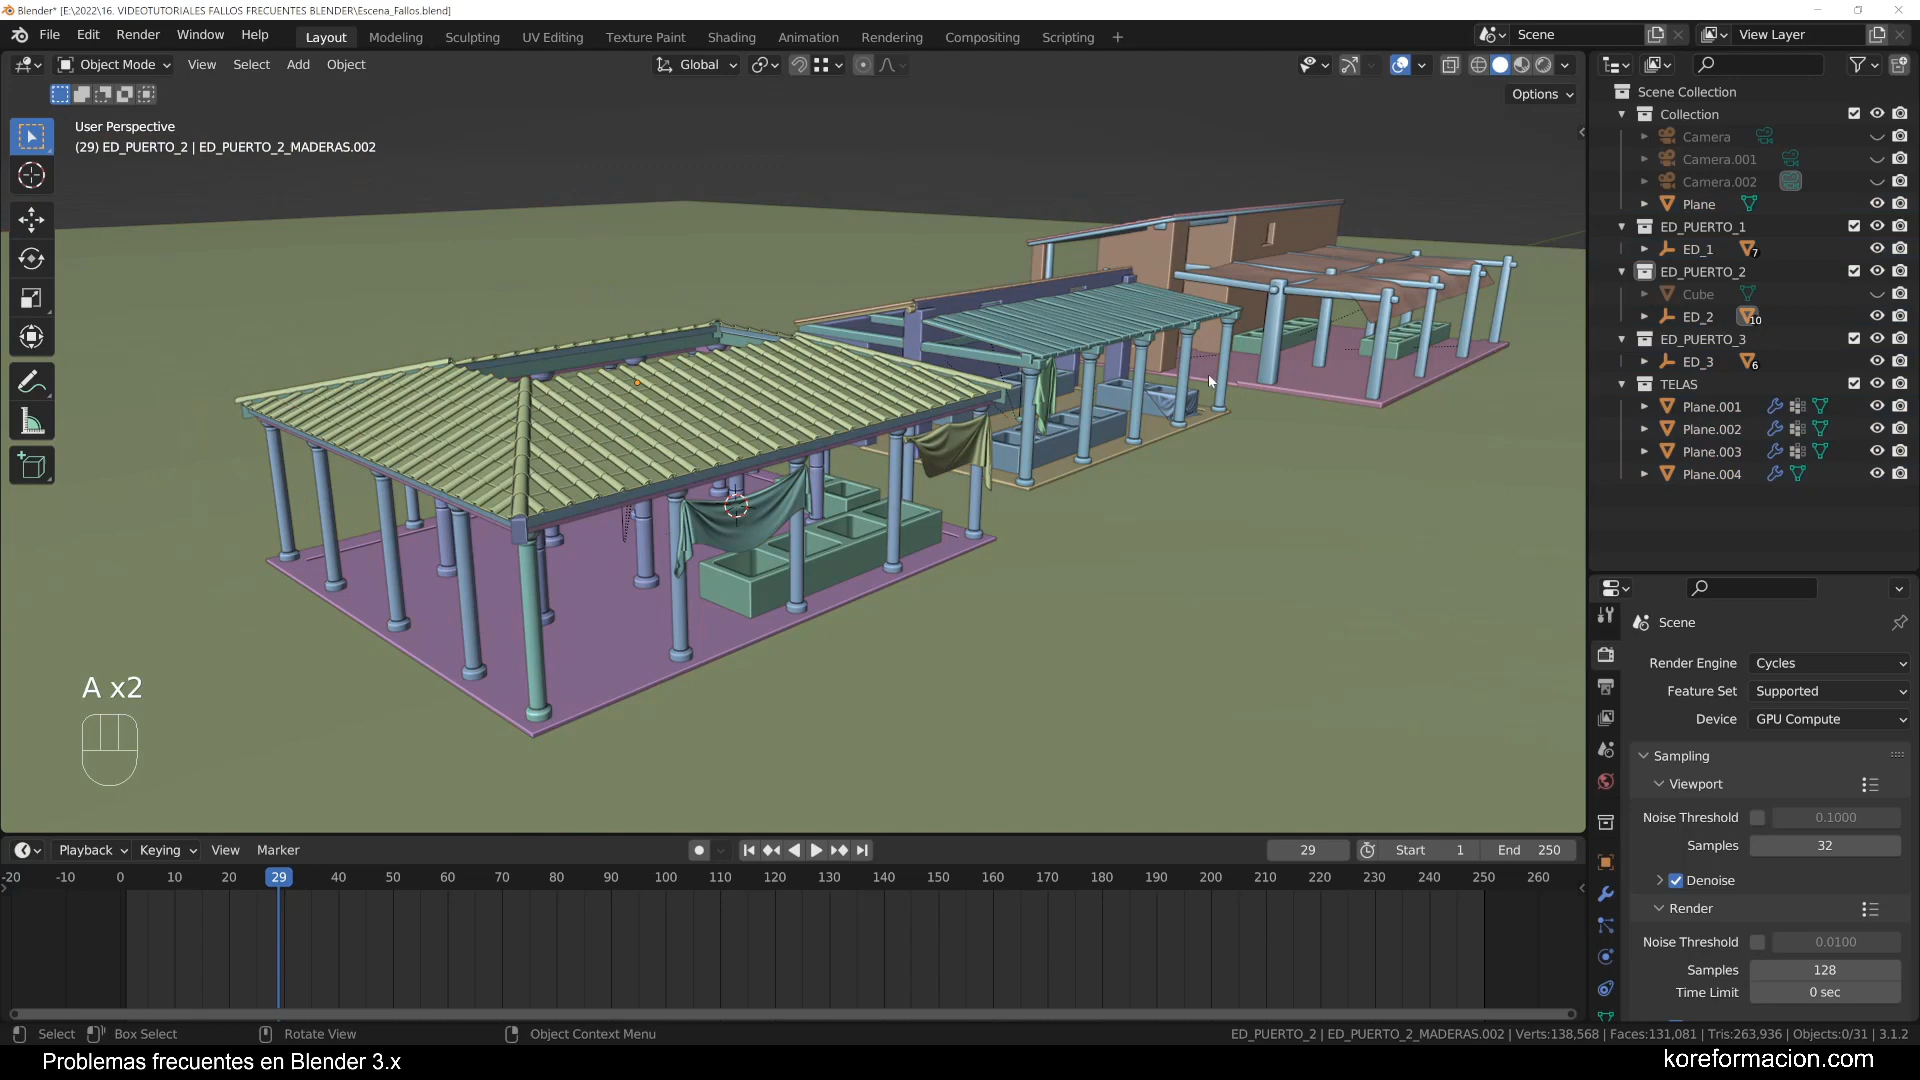 Blender* [E:\2022\16. VIDEOTUTORIALES FALLOS FRECUENTES BLENDER\Escena_Fallos.blend]
File Edit Render Window Help Layout Modeling Sculpting UV Editing Texture Paint Shading Animation Rendering Compositing Scripting + Scene View Layer
Object Mode View Select Add Object Global
Options
User Perspective
(29) ED_PUERTO_2 | ED_PUERTO_2_MADERAS.002
Scene Collection
Collection
Camera
Camera.001
Camera.002
Plane
ED_PUERTO_1
ED_1 7
ED_PUERTO_2
Cube
ED_2 10
ED_PUERTO_3
ED_3 6
TELAS
Plane.001
Plane.002
Plane.003
Plane.004
A x2
Scene
Render Engine Cycles
Feature Set Supported
Device GPU Compute
Sampling
Viewport
Noise Threshold 0.1000
Samples 32
Denoise
Render
Noise Threshold 0.0100
Samples 128
Time Limit 0 sec
Playback Keying View Marker 29 Start 1 End 250
-20 -10 0 10 20 29 40 50 60 70 80 90 100 110 120 130 140 150 160 170 180 190 200 210 220 230 240 250 260
Select Box Select Rotate View Object Context Menu ED_PUERTO_2 | ED_PUERTO_2_MADERAS.002 | Verts:138,568 | Faces:131,081 | Tris:263,936 | Objects:0/31 | 3.1.2
Problemas frecuentes en Blender 3.x koreformacion.com